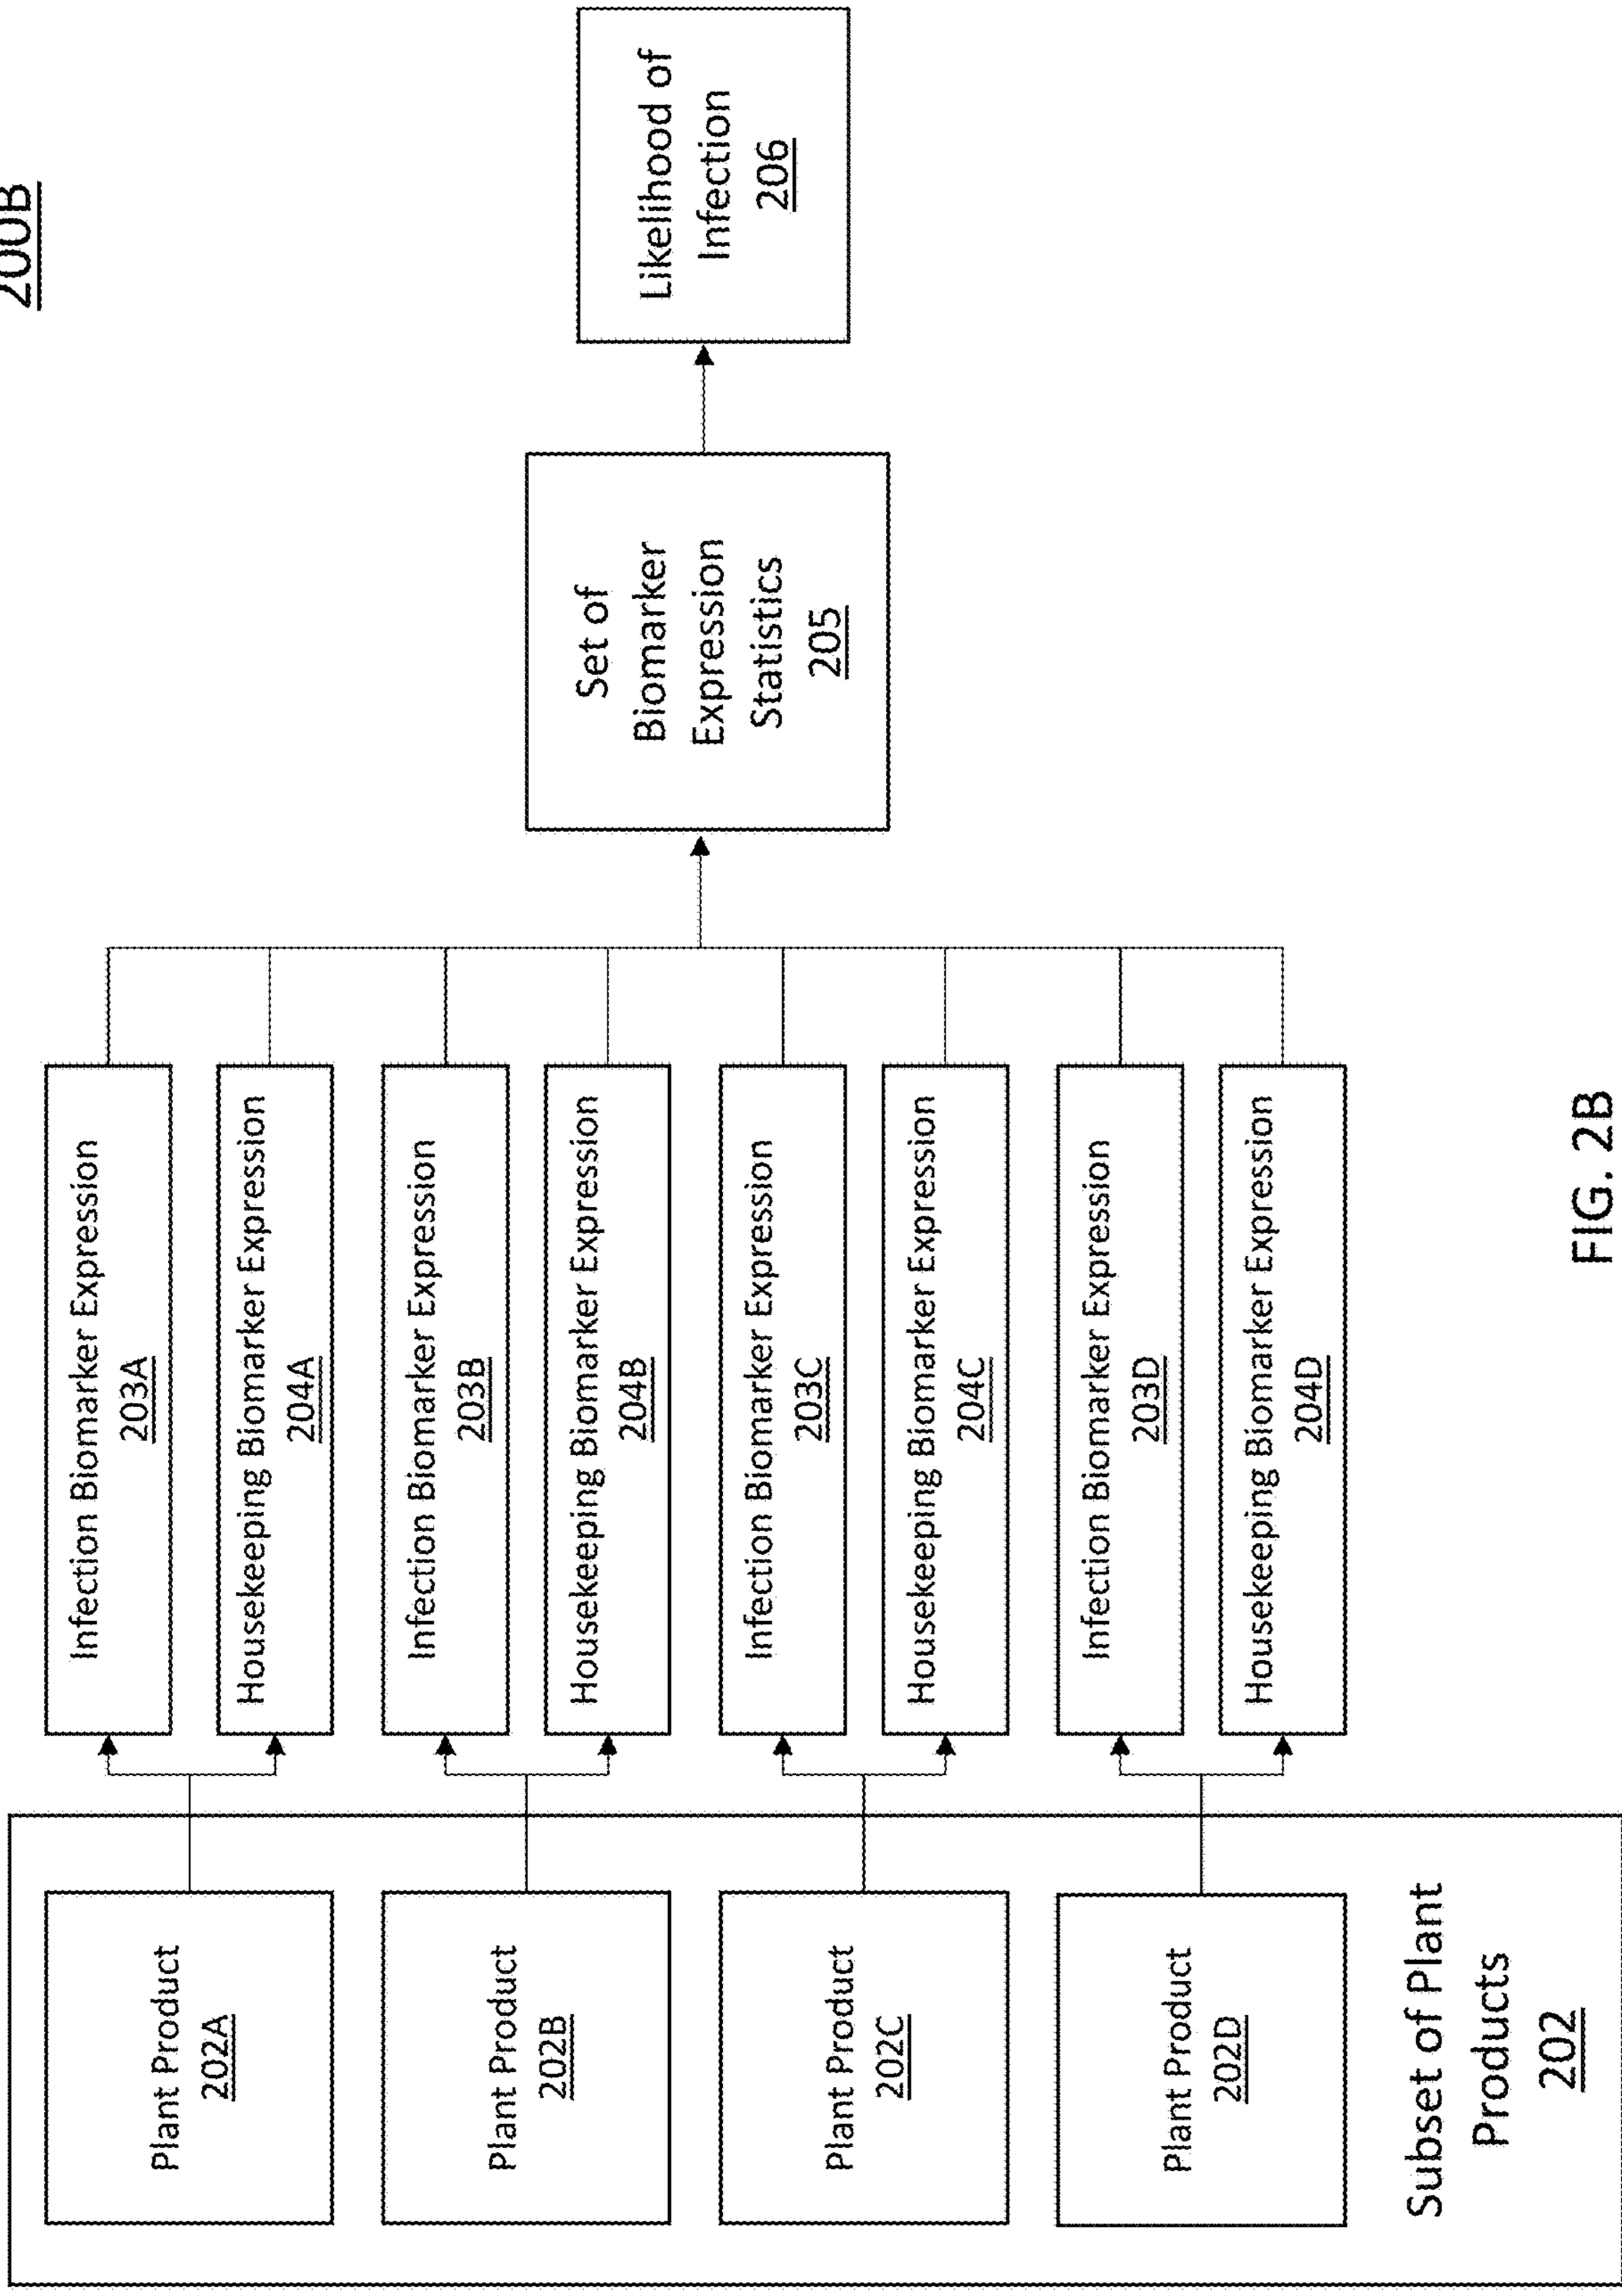 200B
Plant Product
202A
Plant Product
202B
Plant Product
202C
Plant Product
202D
Subset of Plant
Products
202
Infection Biomarker Expression
203A
Housekeeping Biomarker Expression
204A
Infection Biomarker Expression
203B
Housekeeping Biomarker Expression
204B
Infection Biomarker Expression
203C
Housekeeping Biomarker Expression
204C
Infection Biomarker Expression
203D
Housekeeping Biomarker Expression
204D
Set of
Biomarker
Expression
Statistics
205
Likelihood of
Infection
206
FIG. 2B